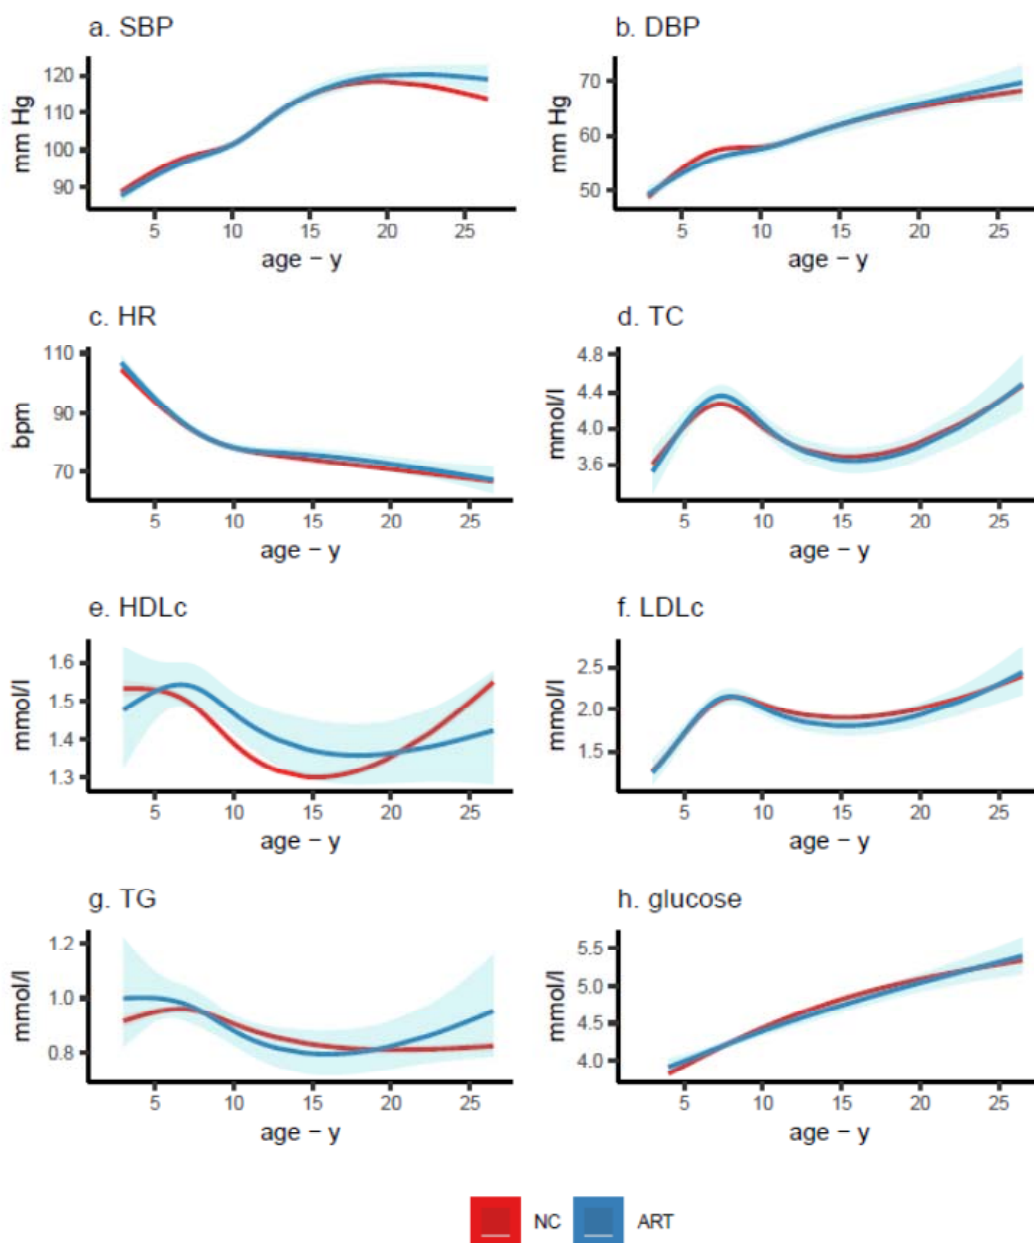 a. SBP
b. DBP
mm Hg
120
110
100
90
5 10 15 20 25
age − y
mm Hg
70
60
50
5 10 15 20 25
age − y
c. HR
d. TC
bpm
110
90
70
5 10 15 20 25
age − y
mmol/l
4.8
4.4
4.0
3.6
5 10 15 20 25
age − y
e. HDLc
f. LDLc
mmol/l
1.6
1.5
1.4
1.3
5 10 15 20 25
age − y
mmol/l
2.5
2.0
1.5
5 10 15 20 25
age − y
g. TG
h. glucose
mmol/l
1.2
1.0
0.8
5 10 15 20 25
age − y
mmol/l
5.5
5.0
4.5
4.0
5 10 15 20 25
age − y
NC ART